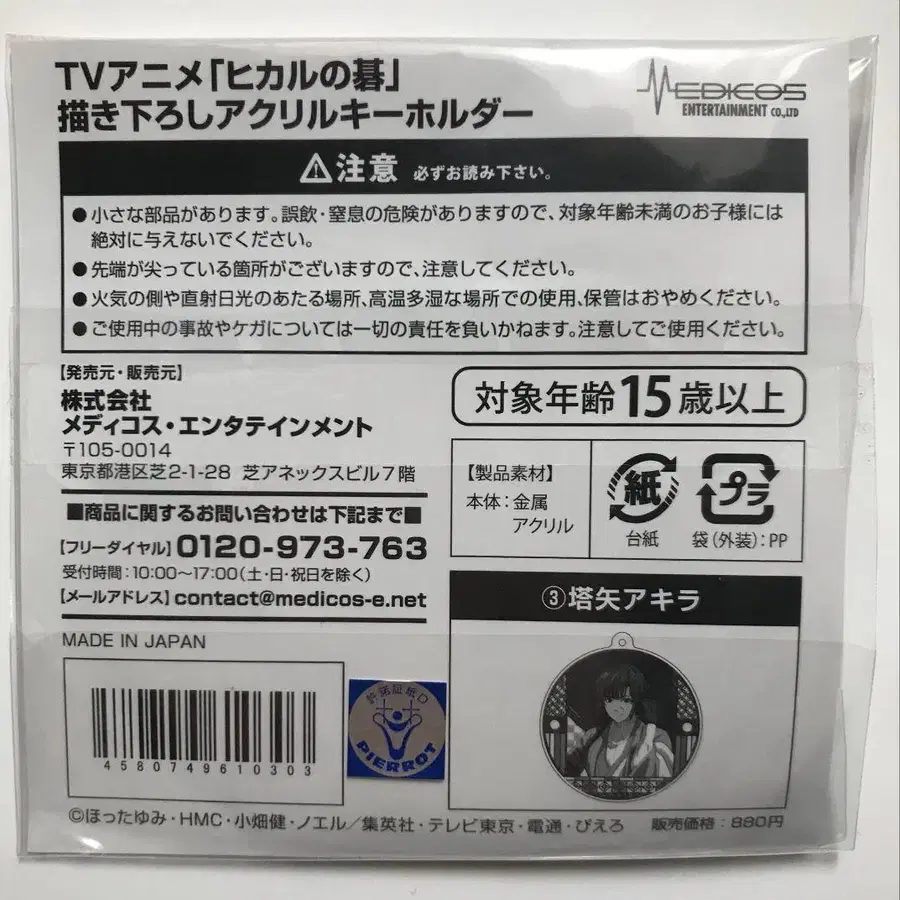 TVアニメ「ヒカルの碁」
描き下ろしアクリルキーホルダー
MEDICOS
ENTERTAINMENT CO.,LTD
注意 必ずお読み下さい。
●小さな部品があります。誤飲・窒息の危険がありますので、対象年齢未満のお子様には
絶対に与えないでください。
●先端が尖っている箇所がございますので、注意してください。
●火気の側や直射日光のあたる場所、高温多湿な場所での使用、保管はおやめください。
●ご使用中の事故やケガについては一切の責任を負いかねます。注意してご使用ください。
【発売元・販売元】
株式会社
メディコス・エンタテインメント
〒105-0014
東京都港区芝2-1-28 芝アネックスビル7階
■商品に関するお問い合わせは下記まで■
【フリーダイヤル】0120-973-763
受付時間:10:00〜17:00(土・日・祝日を除く)
【メールアドレス】contact@medicos-e.net
MADE IN JAPAN
4580749610303
対象年齢15歳以上
【製品素材】
本体:金属
アクリル
紙
台紙
プラ
袋(外装):PP
③塔矢アキラ
許諾証紙
PIERROT
©ほったゆみ・HMC・小畑健・ノエル/集英社・テレビ東京・電通・ぴえろ 販売価格:880円